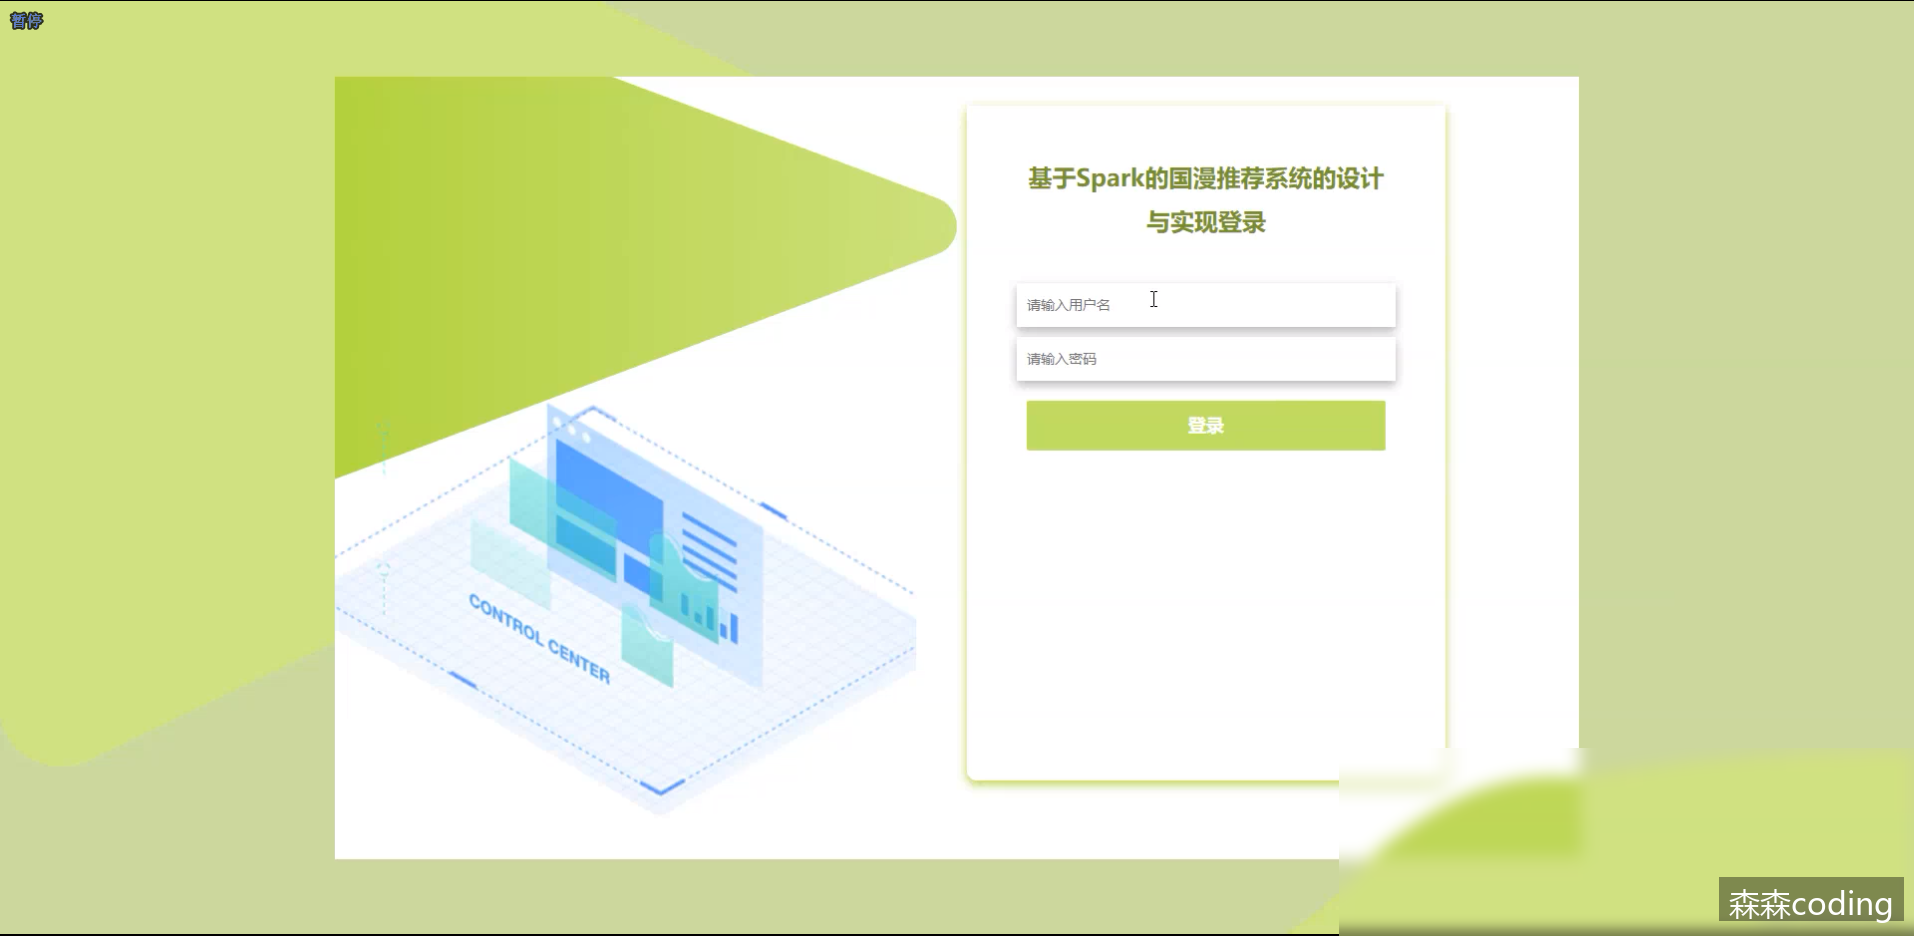 暂停
基于Spark的国漫推荐系统的设计
与实现登录
请输入用户名
请输入密码
登录
CONTROL CENTER
森森coding